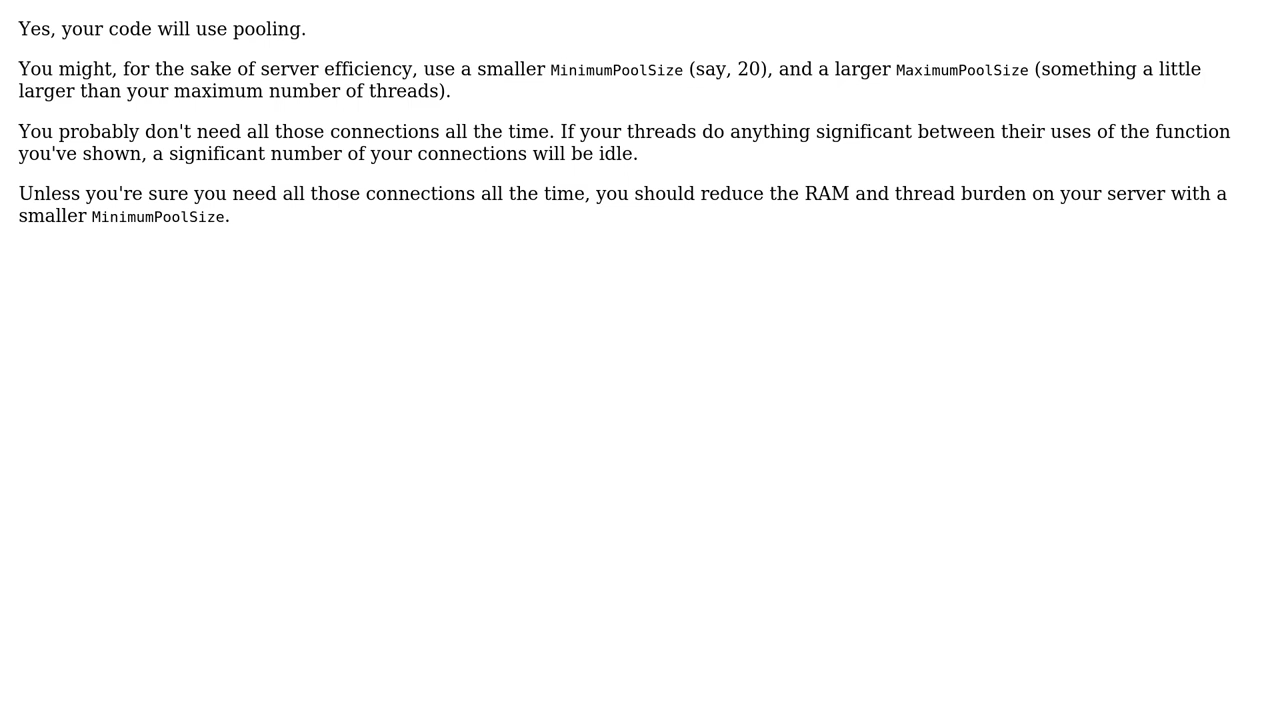 Yes, your code will use pooling.
You might, for the sake of server efficiency, use a smaller MinimumPoolSize (say, 20), and a larger MaximumPoolSize (something a little
larger than your maximum number of threads).
You probably don't need all those connections all the time. If your threads do anything significant between their uses of the function
you've shown, a significant number of your connections will be idle.
Unless you're sure you need all those connections all the time, you should reduce the RAM and thread burden on your server with a
smaller MinimumPoolSize.